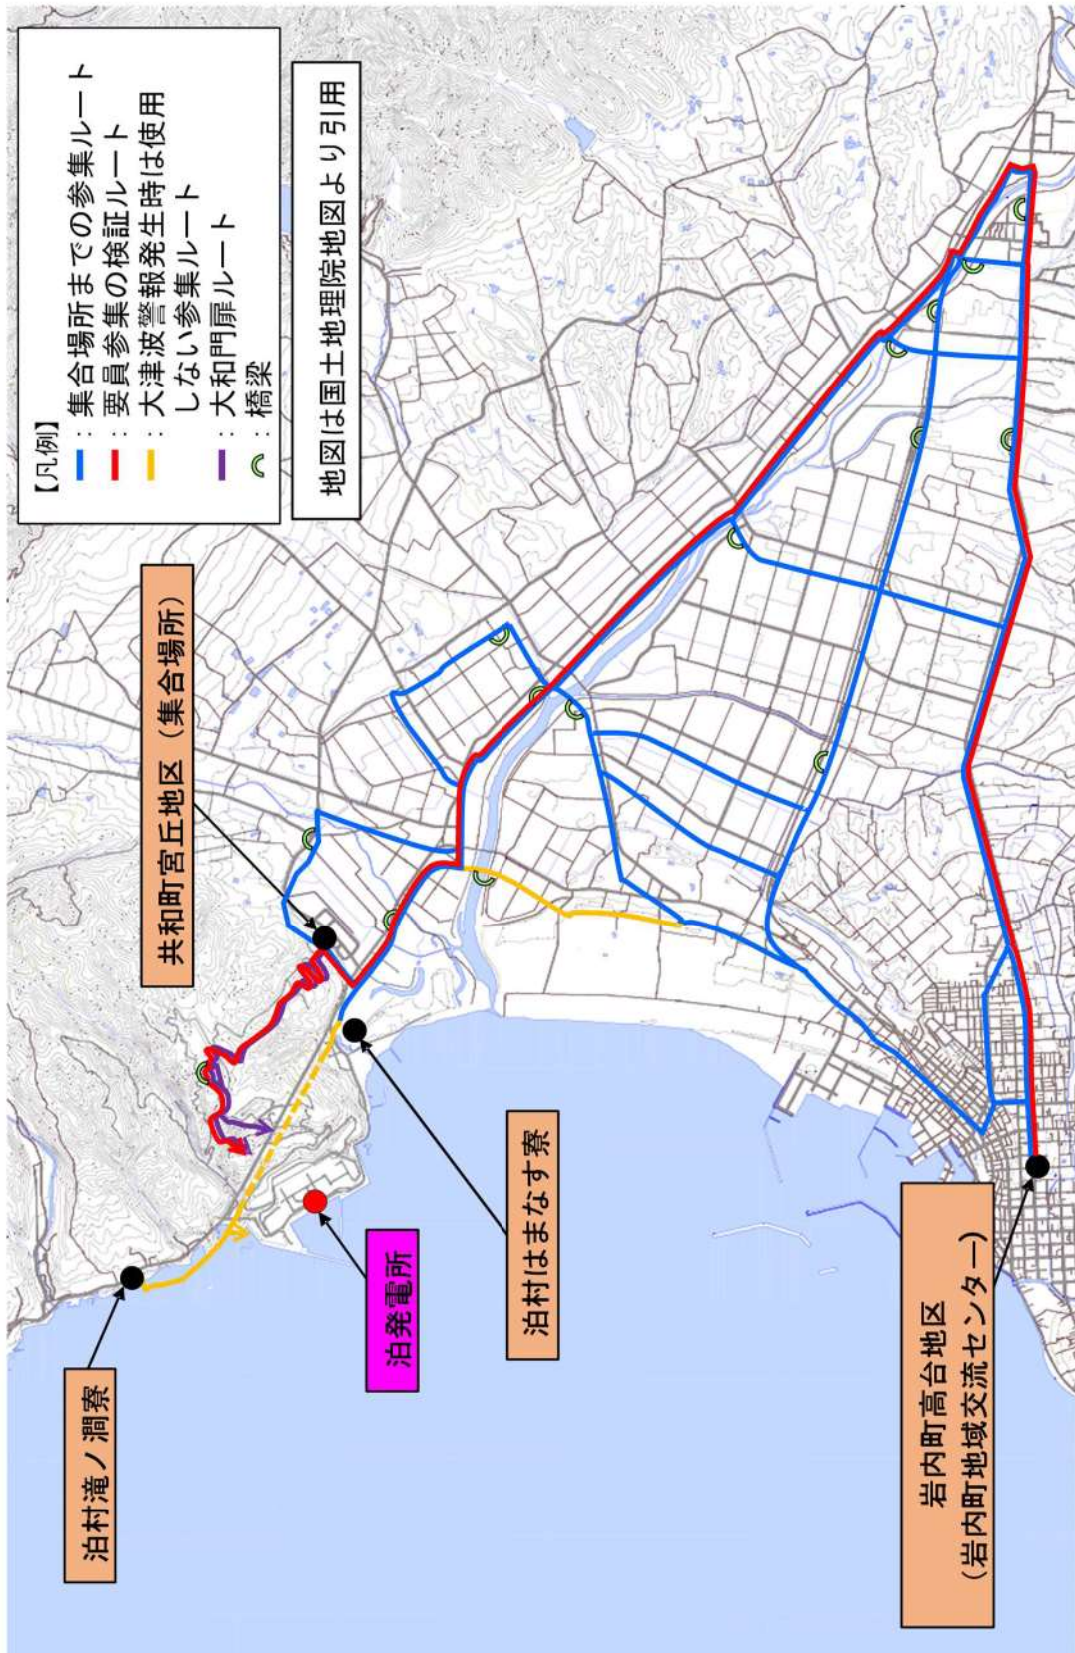 【凡例】
：集合場所までの参集ルート
：要員参集の検証ルート
：大津波警報発生時は使用
しない参集ルート
：大和門扉ルート
：橋梁
地図は国土地理院地図より引用
共和町宮丘地区（集合場所）
泊村滝ノ澗寮
泊発電所
泊村はまなす寮
岩内町高台地区
（岩内町地域交流センター）